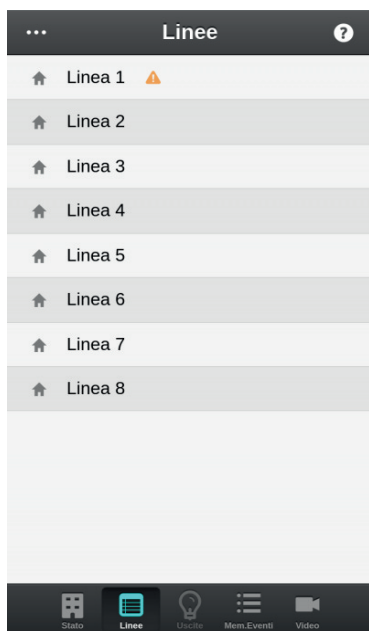 ... Linee ?
Linea 1
Linea 2
Linea 3
Linea 4
Linea 5
Linea 6
Linea 7
Linea 8
Stato Linee Uscite Mem.Eventi Video